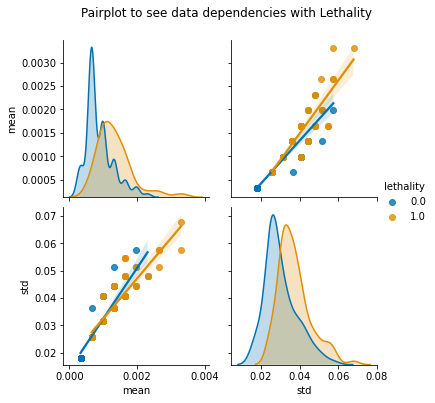 Pairplot to see data dependencies with Lethality
0.0030
0.0025
0.0020
0.0015
0.0010
0.0005
mean
lethality
0.0
1.0
0.07
0.06
0.05
0.04
0.03
0.02
std
0.000 0.002 0.004
mean
0.02 0.04 0.06 0.08
std